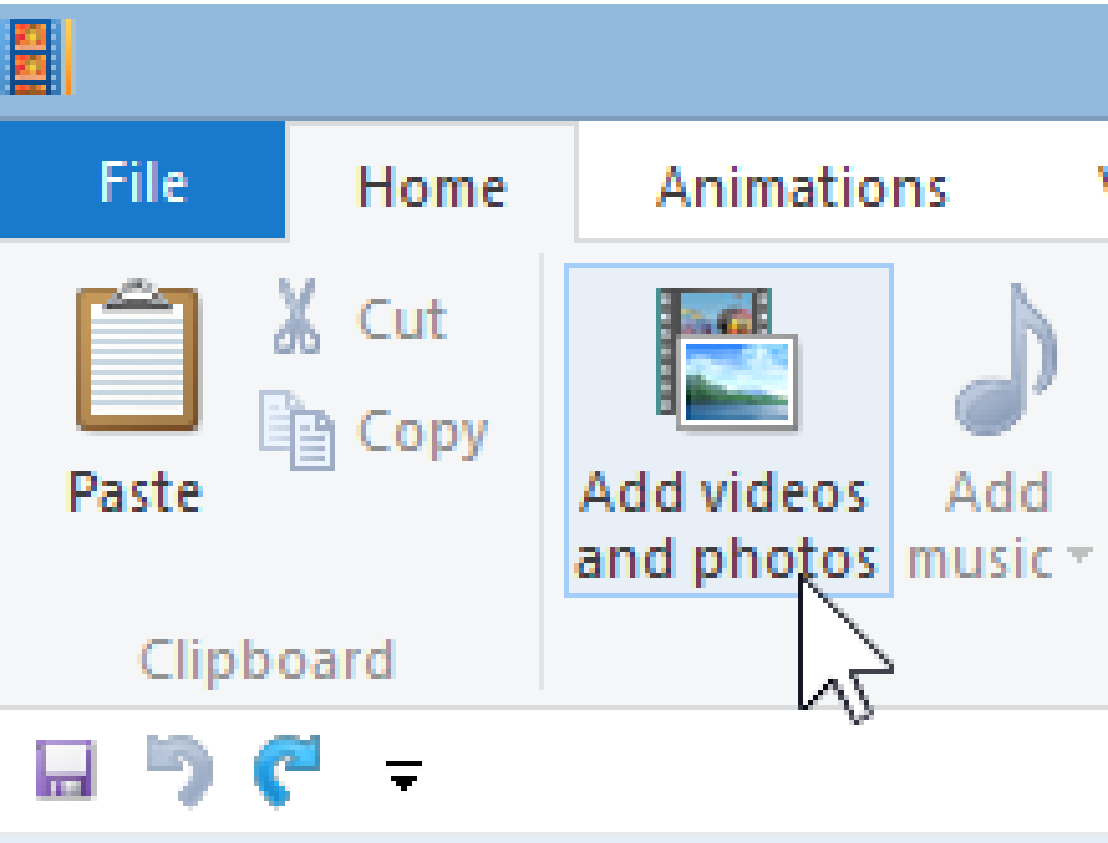 File
Home
Animations
Paste
Cut
Copy
Clipboard
Add videos
and photos
Add
music